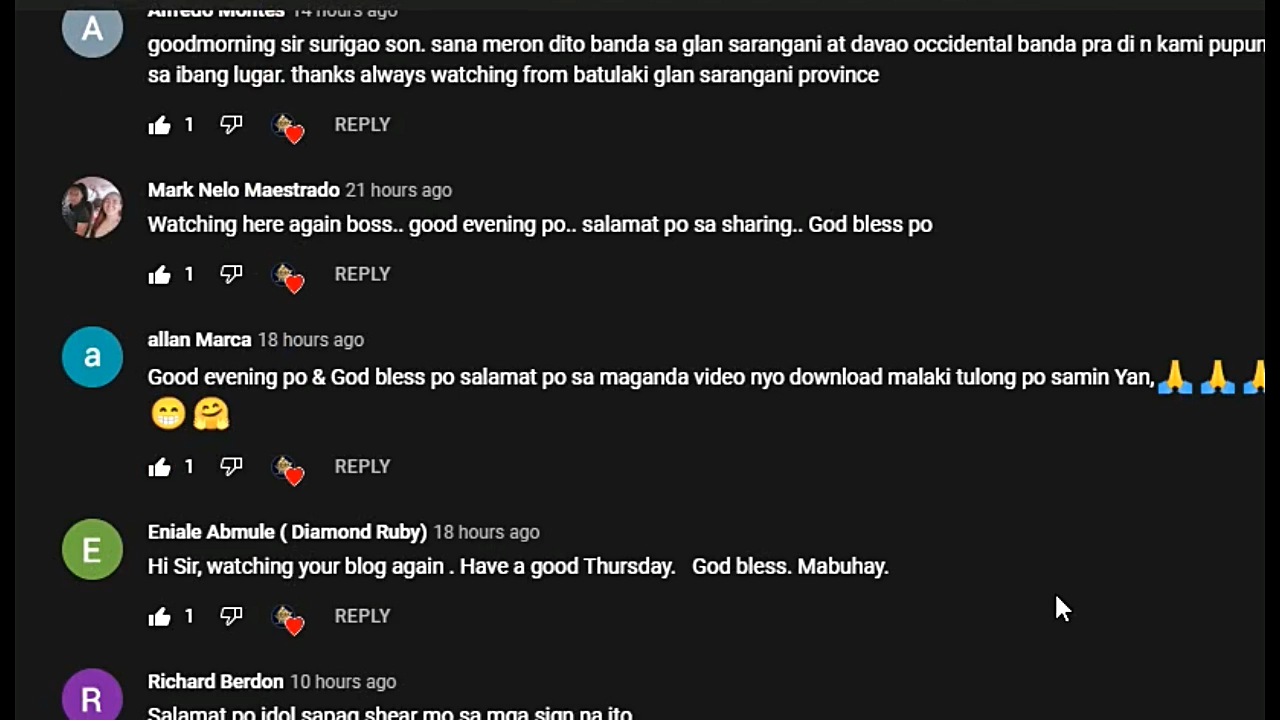 A
Alfredo Montes 14 hours ago
goodmorning sir surigao son. sana meron dito banda sa glan sarangani at davao occidental banda pra di n kami pupun
sa ibang lugar. thanks always watching from batulaki glan sarangani province
1 REPLY
Mark Nelo Maestrado 21 hours ago
Watching here again boss.. good evening po.. salamat po sa sharing.. God bless po
1 REPLY
a
allan Marca 18 hours ago
Good evening po & God bless po salamat po sa maganda video nyo download malaki tulong po samin Yan,🙏🙏🙏
😁🤗
1 REPLY
E
Eniale Abmule ( Diamond Ruby) 18 hours ago
Hi Sir, watching your blog again . Have a good Thursday. God bless. Mabuhay.
1 REPLY
R
Richard Berdon 10 hours ago
Salamat po idol sapag shear mo sa mga sign na ito